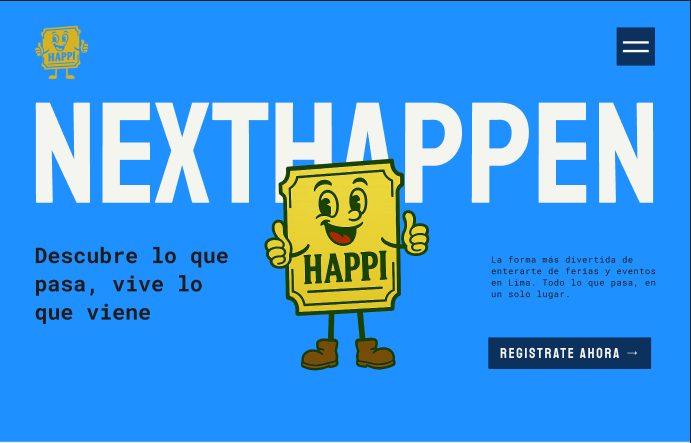 HAPPI
NEXTHAPPEN
HAPPI
Descubre lo que
pasa, vive lo
que viene
La forma más divertida de
enterarte de ferias y eventos
en Lima. Todo lo que pasa, en
un solo lugar.
REGISTRATE AHORA →